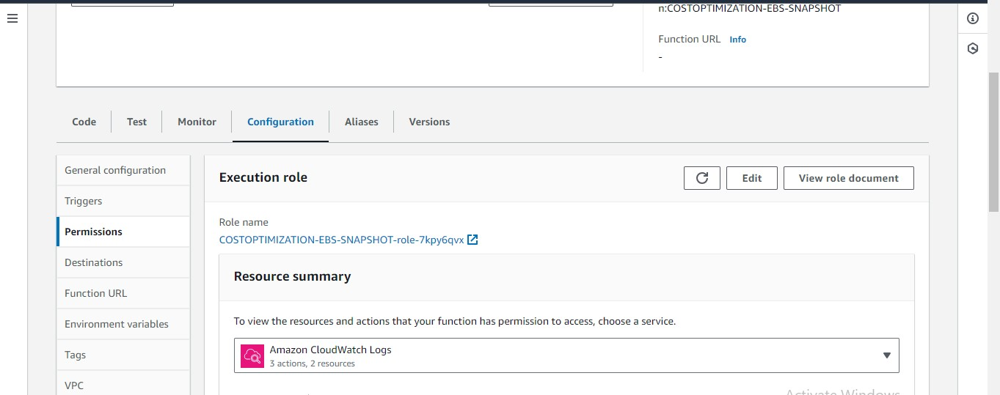 n:COSTOPTIMIZATION-EBS-SNAPSHOT
Function URL Info
-
Code Test Monitor Configuration Aliases Versions
General configuration
Triggers
Permissions
Destinations
Function URL
Environment variables
Tags
VPC
Execution role
Edit
View role document
Role name
COSTOPTIMIZATION-EBS-SNAPSHOT-role-7kpy6qvx
Resource summary
To view the resources and actions that your function has permission to access, choose a service.
Amazon CloudWatch Logs
3 actions, 2 resources
Activate Windows